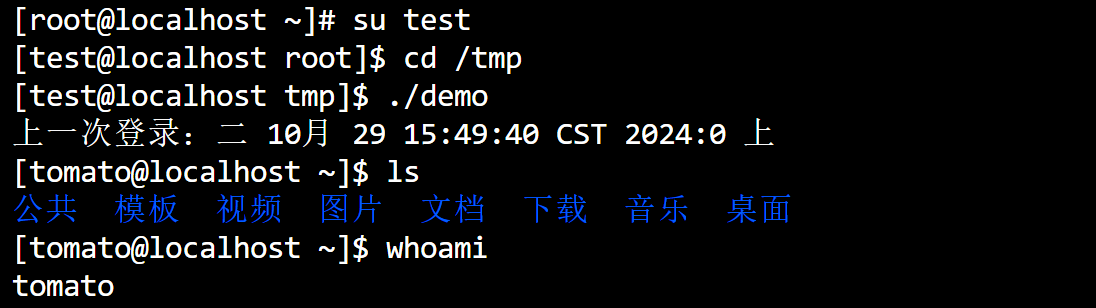 [root@localhost ~]# su test
[test@localhost root]$ cd /tmp
[test@localhost tmp]$ ./demo
上一次登录：二 10月 29 15:49:40 CST 2024:0 上
[tomato@localhost ~]$ ls
公共  模板  视频  图片  文档  下载  音乐  桌面
[tomato@localhost ~]$ whoami
tomato